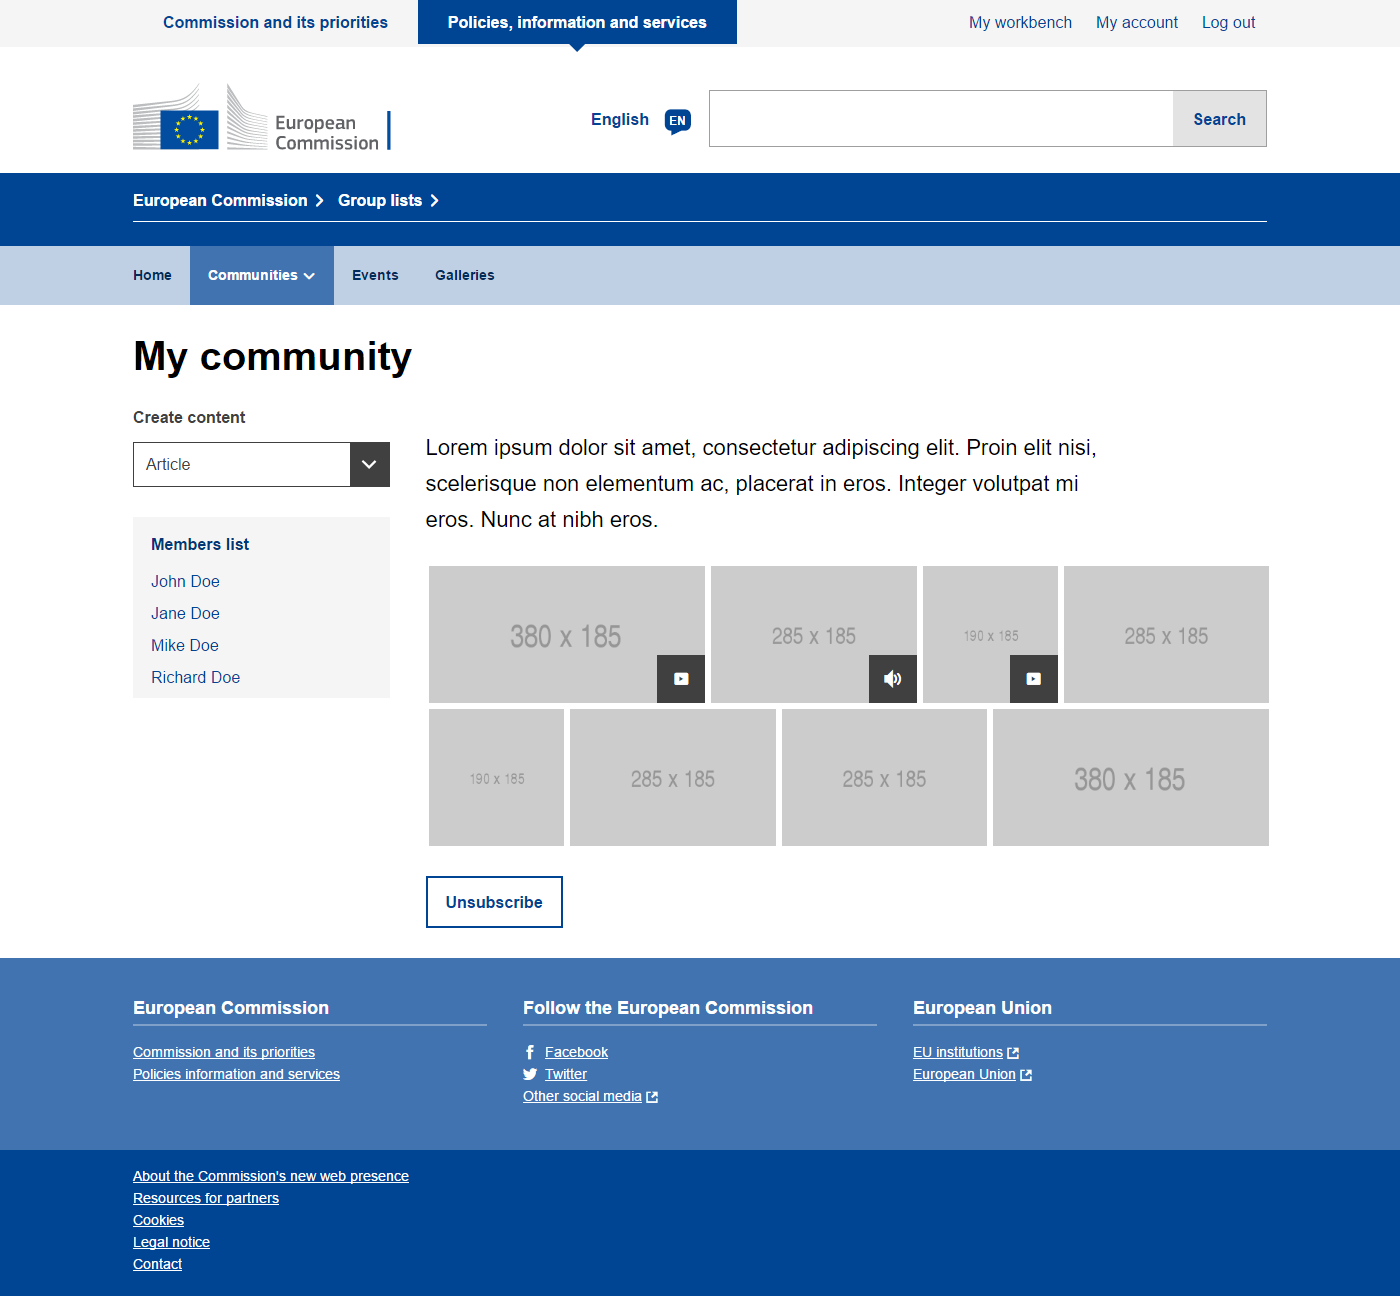 Commission and its priorities
Policies, information and services
My workbench
My account
Log out
European
Commission
English
EN
Search
European Commission
Group lists
Home
Communities
Events
Galleries
My community
Create content
Article
Members list
John Doe
Jane Doe
Mike Doe
Richard Doe
Lorem ipsum dolor sit amet, consectetur adipiscing elit. Proin elit nisi,
scelerisque non elementum ac, placerat in eros. Integer volutpat mi
eros. Nunc at nibh eros.
380 x 185
285 x 185
190 x 185
285 x 185
190 x 185
285 x 185
285 x 185
380 x 185
Unsubscribe
European Commission
Commission and its priorities
Policies information and services
Follow the European Commission
Facebook
Twitter
Other social media
European Union
EU institutions
European Union
About the Commission's new web presence
Resources for partners
Cookies
Legal notice
Contact